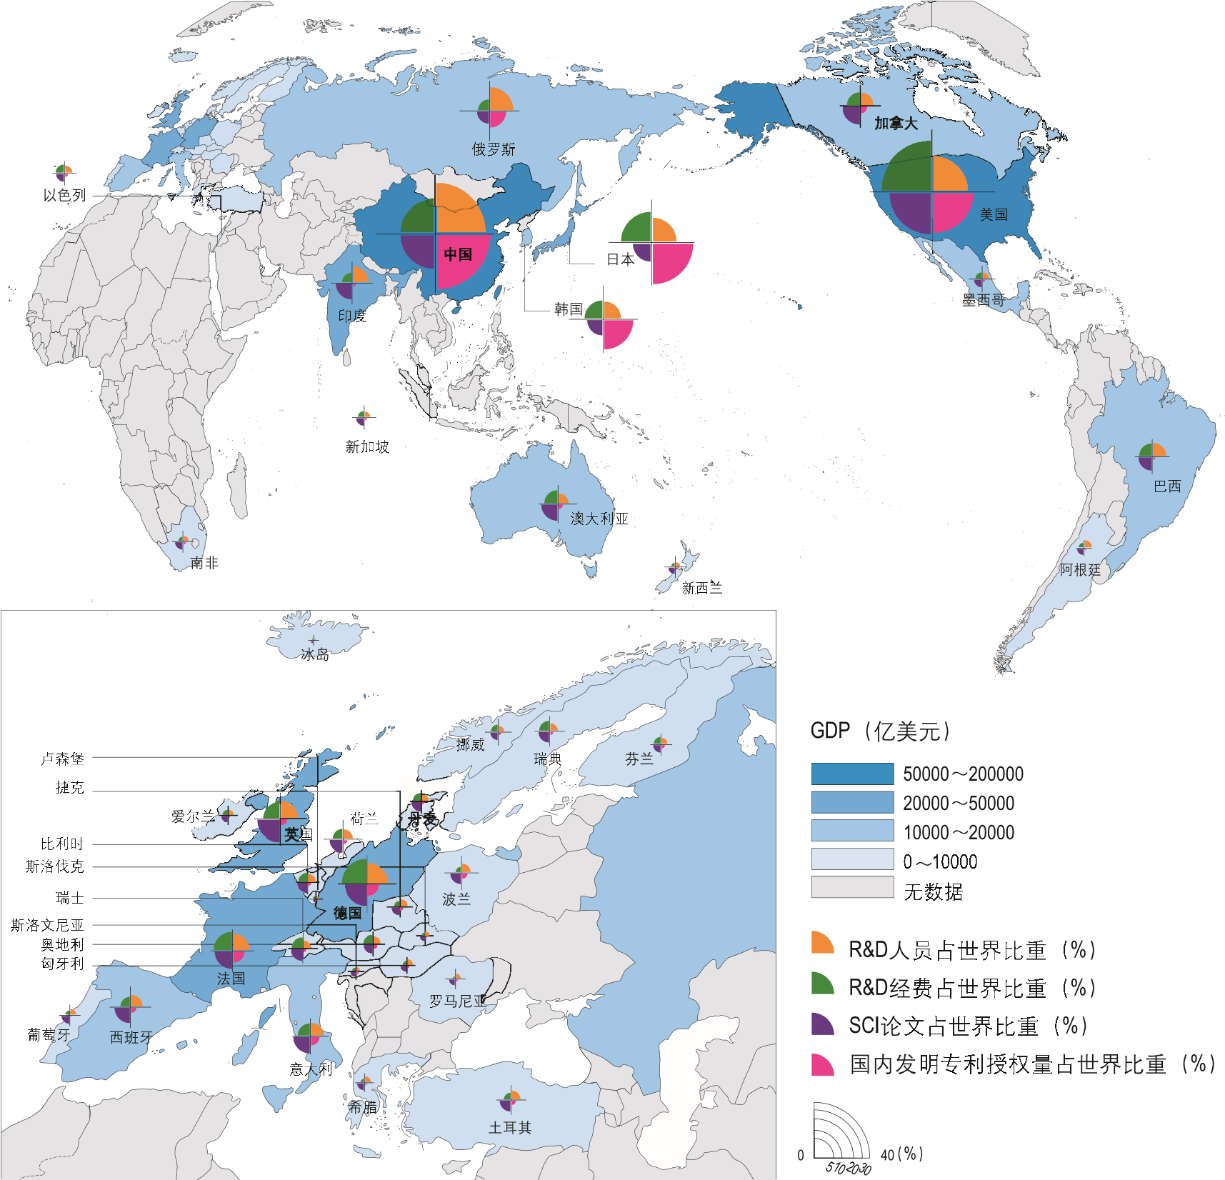 俄罗斯
加拿大
以色列
美国
中国
日本
墨西哥
韩国
印度
新加坡
巴西
澳大利亚
南非
阿根廷
新西兰
冰岛
挪威
瑞典
芬兰
卢森堡
捷克
爱尔兰
英国
荷兰
丹麦
比利时
斯洛伐克
瑞士
波兰
德国
斯洛文尼亚
奥地利
匈牙利
法国
罗马尼亚
葡萄牙
西班牙
意大利
希腊
土耳其
GDP（亿美元）
50000～200000
20000～50000
10000～20000
0～10000
无数据
R&D人员占世界比重（%）
R&D经费占世界比重（%）
SCI论文占世界比重（%）
国内发明专利授权量占世界比重（%）
0 5 10 20 30 40(%)